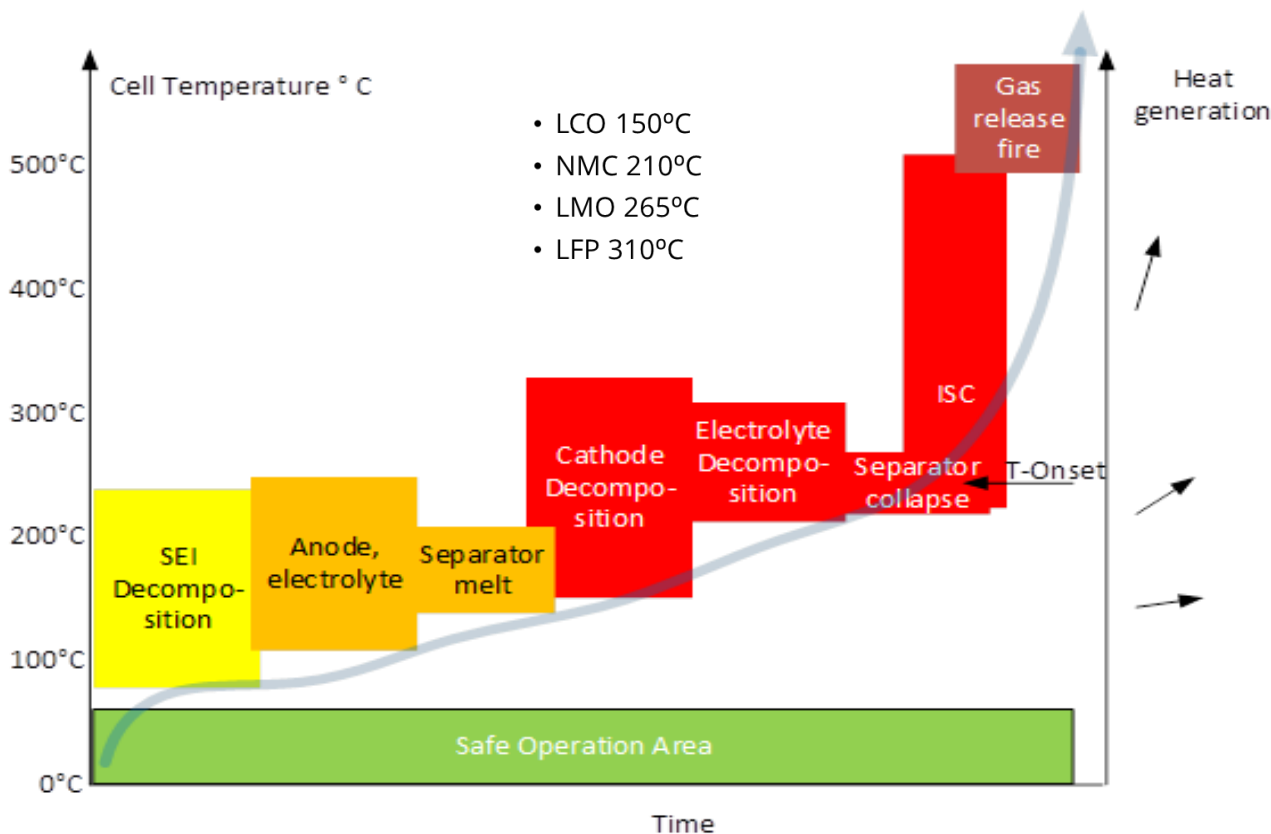 Cell Temperature ° C
Heat
generation
• LCO 150ºC
• NMC 210ºC
• LMO 265ºC
• LFP 310ºC
500°C
400°C
300°C
200°C
100°C
0°C
SEI
Decompo-
sition
Anode,
electrolyte
Separator
melt
Cathode
Decompo-
sition
Electrolyte
Decompo-
sition
Separator
collapse
ISC
Gas
release
fire
T-Onset
Safe Operation Area
Time